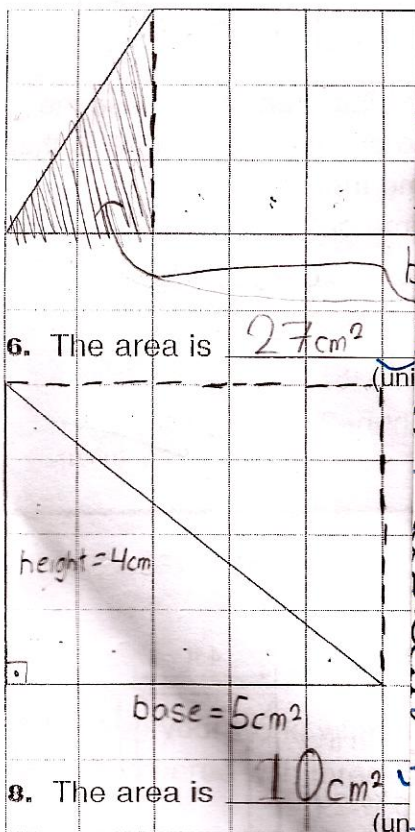 6. The area is 27cm²
(uni
height = 4cm
base = 5cm²
8. The area is 10cm²
(un